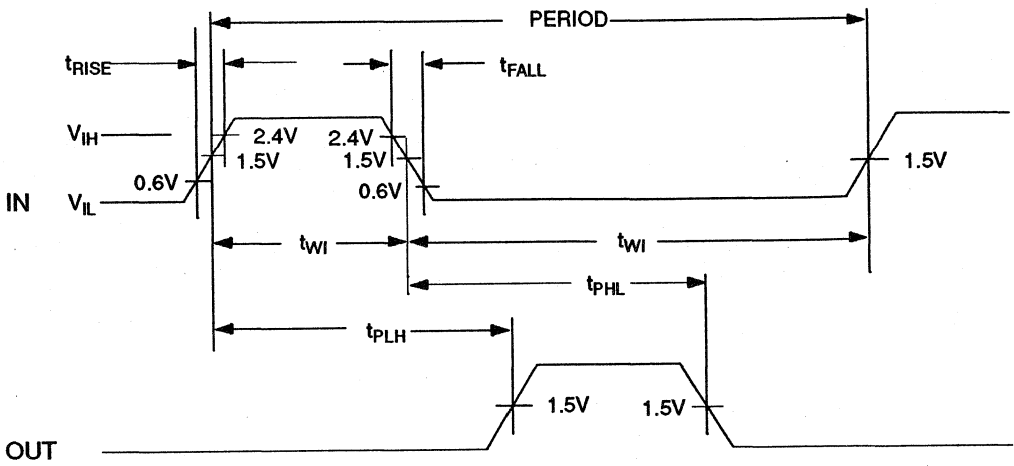 PERIOD
tRISE
tFALL
VIH
2.4V
2.4V
1.5V
1.5V
1.5V
0.6V
0.6V
IN
VIL
tWI
tWI
tPHL
tPLH
1.5V
1.5V
OUT